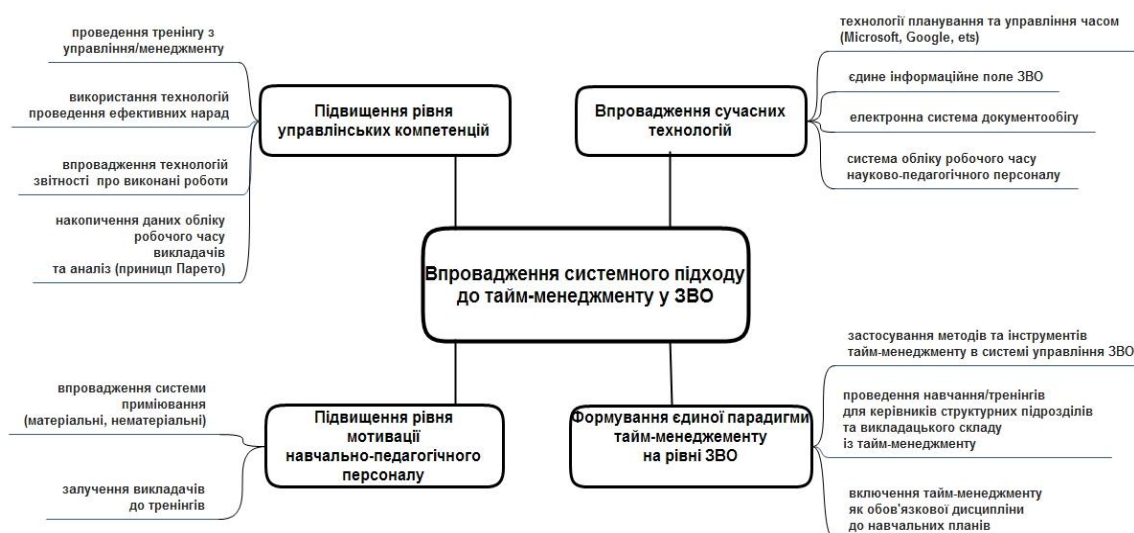 проведення тренінгу з
управління/менеджменту
використання технологій
проведення ефективних нарад
впровадження технологій
звітності про виконані роботи
накопичення даних обліку
робочого часу
викладачів
та аналіз (приницп Парето)
Підвищення рівня
управлінських компетенцій
Впровадження сучасних
технологій
технології планування та управління часом
(Microsoft, Google, ets)
єдине інформаційне поле ЗВО
електронна система документообігу
система обліку робочого часу
науково-педагогічного персоналу
Впровадження системного підходу
до тайм-менеджменту у ЗВО
впровадження системи
приміювання
(матеріальні, нематеріальні)
залучення викладачів
до тренінгів
Підвищення рівня
мотивації
навчально-педагогічного
персоналу
Формування єдиної парадигми
тайм-менеджементу
на рівні ЗВО
застосування методів та інструментів
тайм-менеджменту в системі управління ЗВО
проведення навчання/тренінгів
для керівників структурних підрозділів
та викладацького складу
із тайм-менеджменту
включення тайм-менеджменту
як обов'язкової дисципліни
до навчальних планів